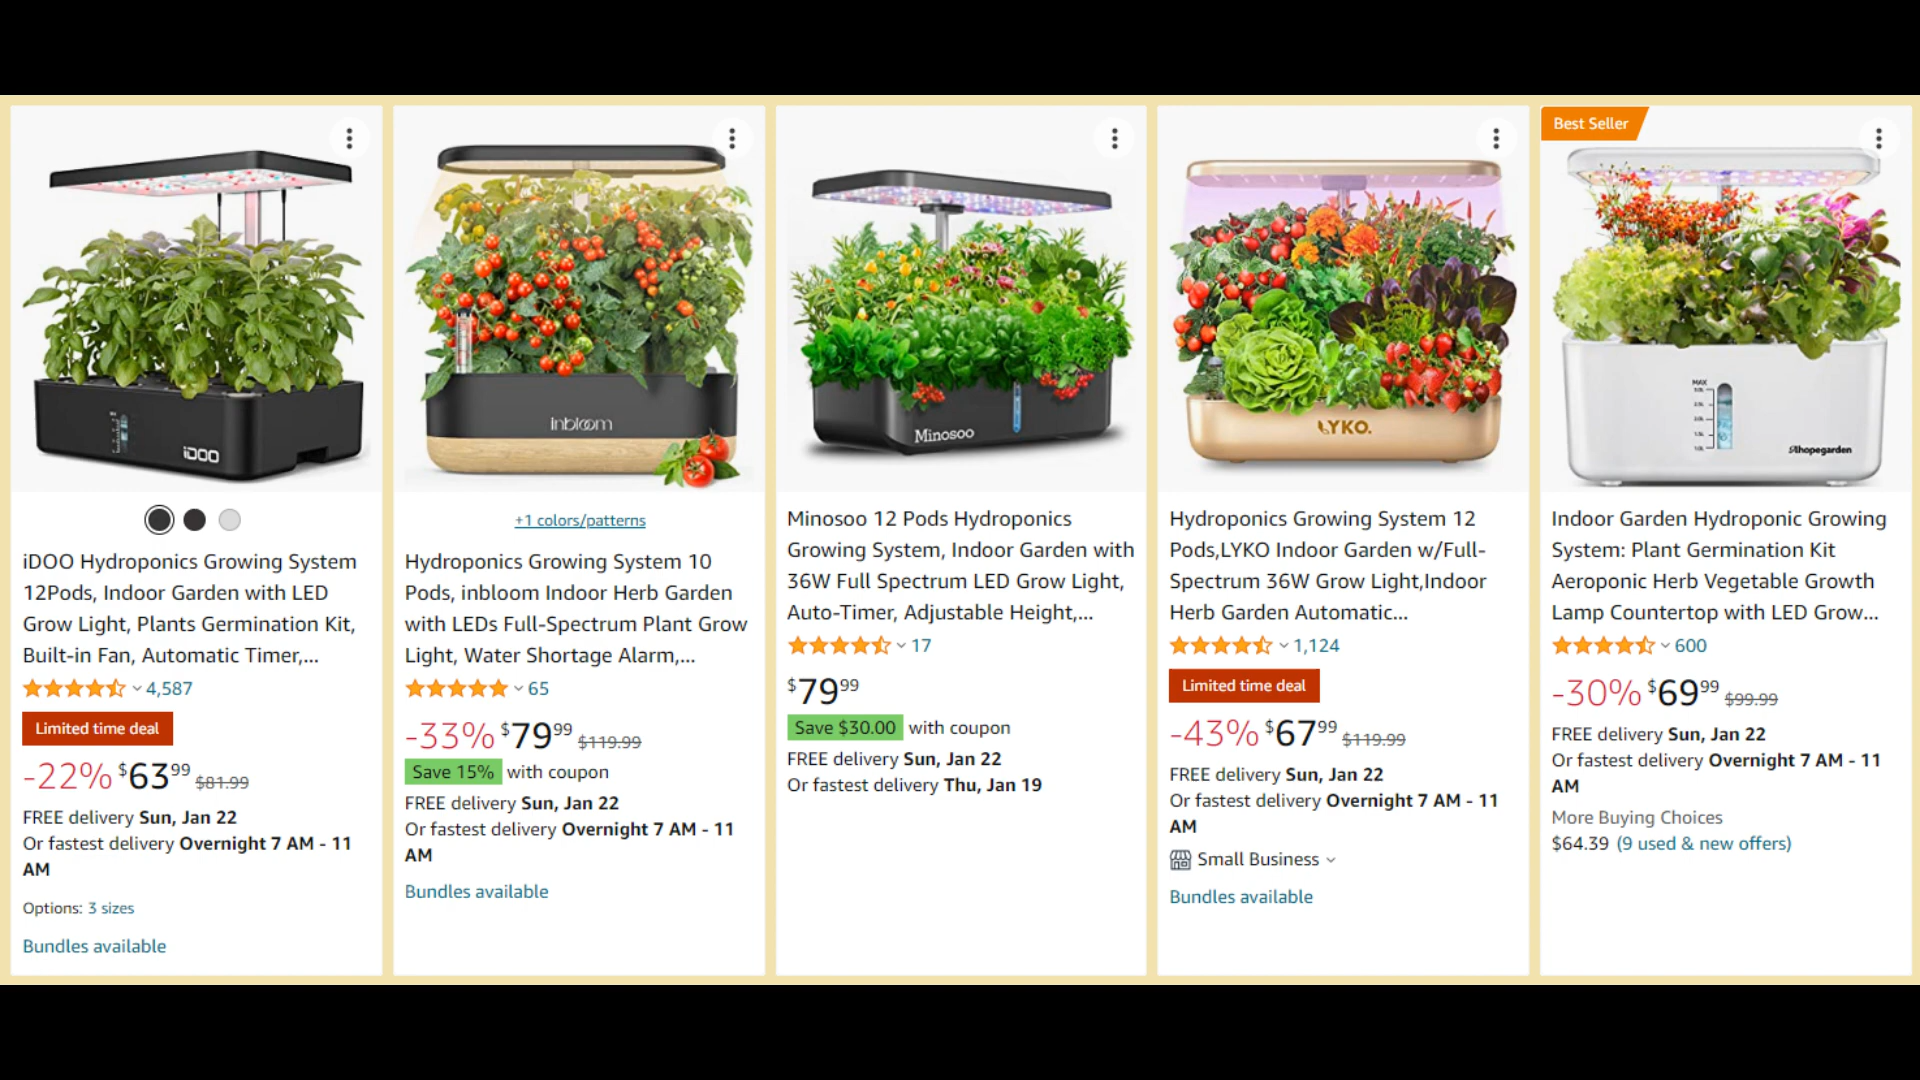 iDOO
iDOO Hydroponics Growing System
12Pods, Indoor Garden with LED
Grow Light, Plants Germination Kit,
Built-in Fan, Automatic Timer,...
4,587
Limited time deal
-22% $63 99 $81.99
FREE delivery Sun, Jan 22
Or fastest delivery Overnight 7 AM - 11
AM
Options: 3 sizes
Bundles available
Inbloom
+1 colors/patterns
Hydroponics Growing System 10
Pods, inbloom Indoor Herb Garden
with LEDs Full-Spectrum Plant Grow
Light, Water Shortage Alarm,...
65
-33% $79 99 $119.99
Save 15% with coupon
FREE delivery Sun, Jan 22
Or fastest delivery Overnight 7 AM - 11
AM
Bundles available
Minosoo
Minosoo 12 Pods Hydroponics
Growing System, Indoor Garden with
36W Full Spectrum LED Grow Light,
Auto-Timer, Adjustable Height,...
17
$79 99
Save $30.00 with coupon
FREE delivery Sun, Jan 22
Or fastest delivery Thu, Jan 19
LYKO.
Hydroponics Growing System 12
Pods,LYKO Indoor Garden w/Full-
Spectrum 36W Grow Light,Indoor
Herb Garden Automatic...
1,124
Limited time deal
-43% $67 99 $119.99
FREE delivery Sun, Jan 22
Or fastest delivery Overnight 7 AM - 11
AM
Small Business
Bundles available
Best Seller
MAX
Ahopegarden
Indoor Garden Hydroponic Growing
System: Plant Germination Kit
Aeroponic Herb Vegetable Growth
Lamp Countertop with LED Grow...
600
-30% $69 99 $99.99
FREE delivery Sun, Jan 22
Or fastest delivery Overnight 7 AM - 11
AM
More Buying Choices
$64.39 (9 used & new offers)